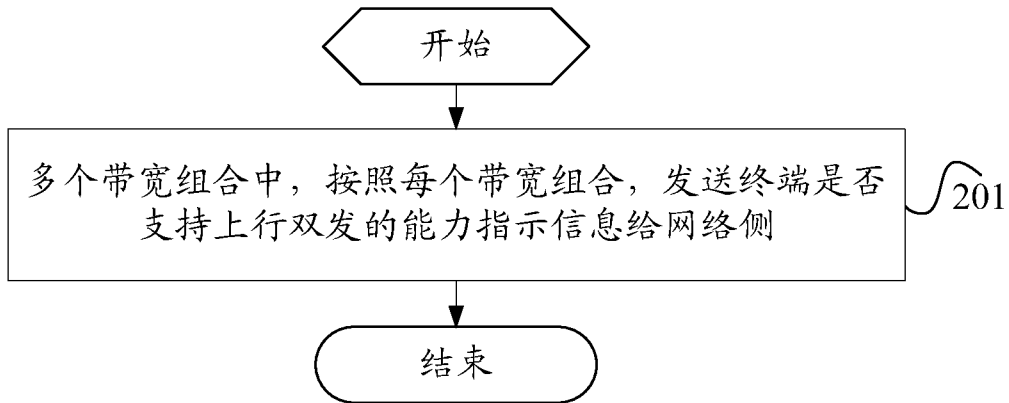 开始
多个带宽组合中，按照每个带宽组合，发送终端是否
支持上行双发的能力指示信息给网络侧
201
结束